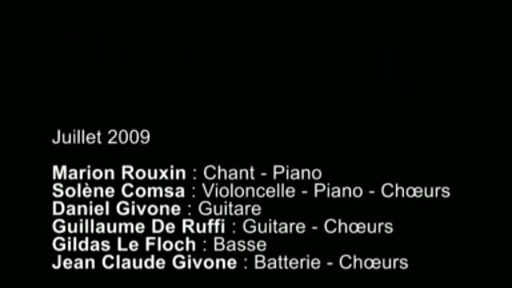 Juillet 2009
Marion Rouxin : Chant - Piano
Solène Comsa : Violoncelle - Piano - Chœurs
Daniel Givone : Guitare
Guillaume De Ruffi : Guitare - Chœurs
Gildas Le Floch : Basse
Jean Claude Givone : Batterie - Chœurs